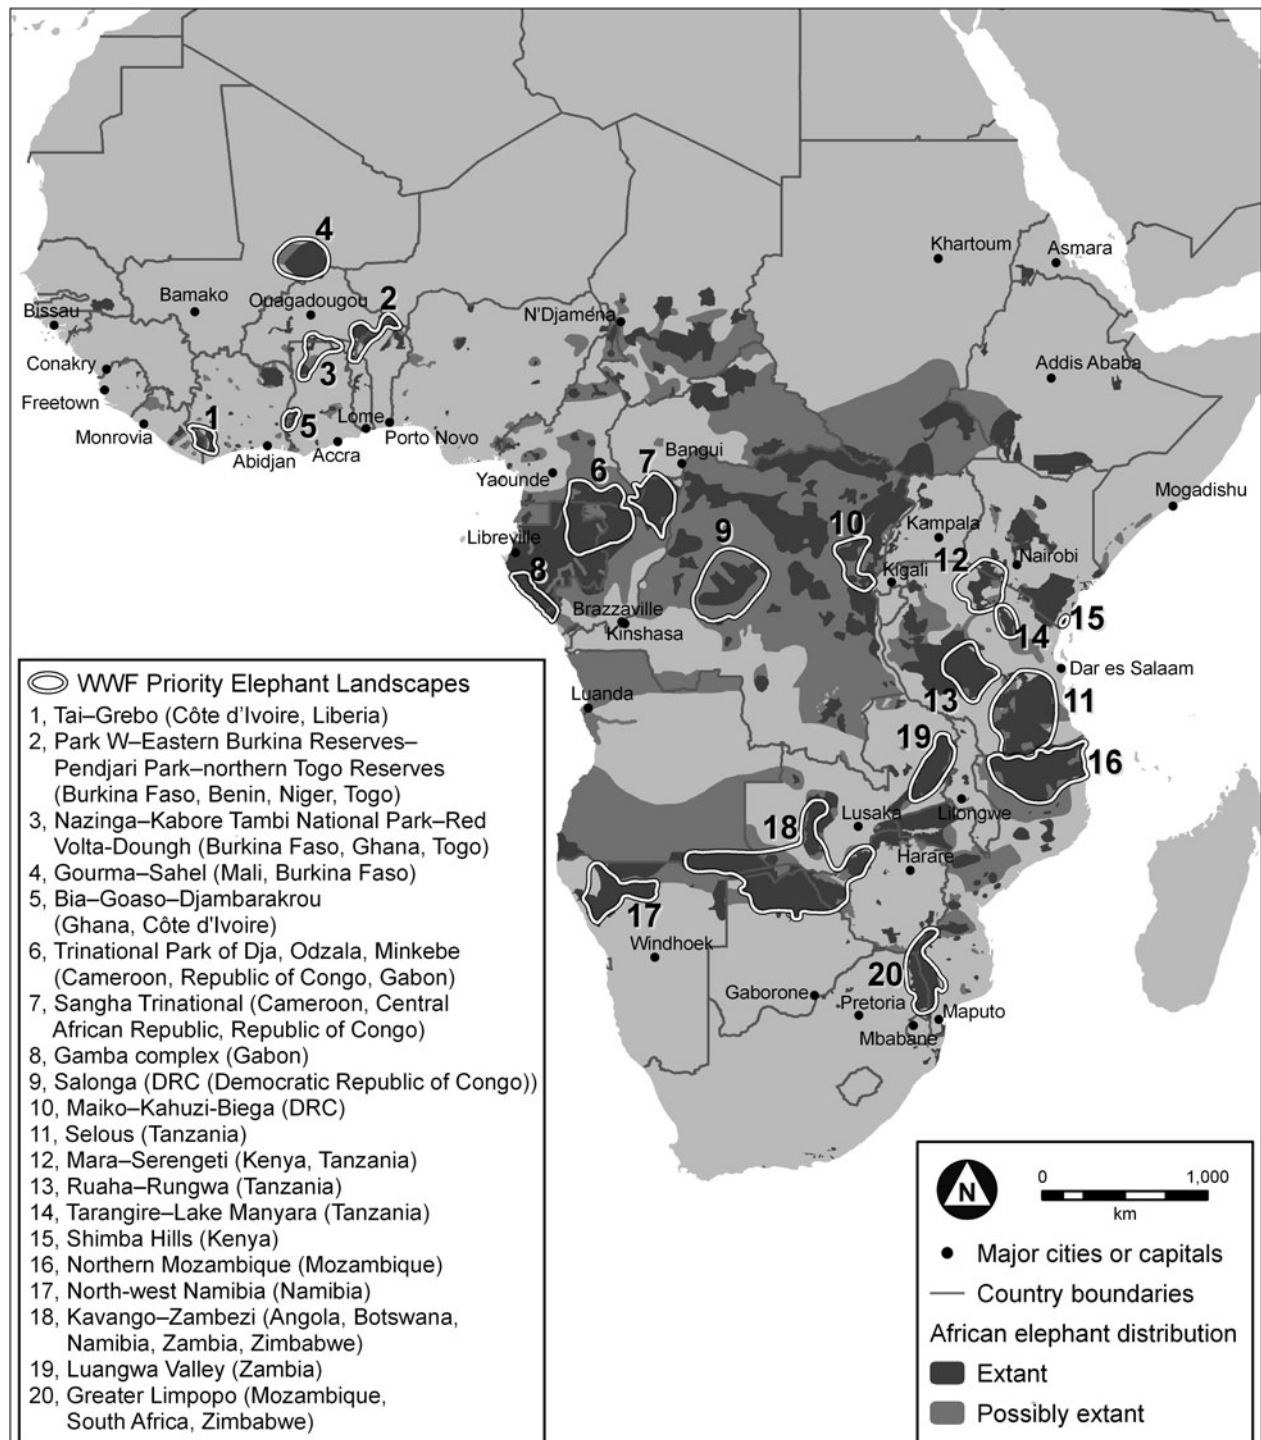 4
Khartoum
Asmara
Bamako
Ouagadougou
2
N'Djamena
Bissau
Conakry
3
Addis Ababa
Freetown
1
5
Lome
Monrovia
Porto Novo
Abidjan
Accra
Bangui
6
7
Yaounde
Mogadishu
10
Kampala
9
Libreville
12
Nairobi
8
Kigali
Brazzaville
15
Kinshasa
14
Dar es Salaam
Luanda
13
11
19
16
18
Lusaka
Lilongwe
Harare
17
Windhoek
20
Gaborone
Pretoria
Maputo
Mbabane
WWF Priority Elephant Landscapes
1, Tai–Grebo (Côte d'Ivoire, Liberia)
2, Park W–Eastern Burkina Reserves–
Pendjari Park–northern Togo Reserves
(Burkina Faso, Benin, Niger, Togo)
3, Nazinga–Kabore Tambi National Park–Red
Volta-Doungh (Burkina Faso, Ghana, Togo)
4, Gourma–Sahel (Mali, Burkina Faso)
5, Bia–Goaso–Djambarakrou
(Ghana, Côte d'Ivoire)
6, Trinational Park of Dja, Odzala, Minkebe
(Cameroon, Republic of Congo, Gabon)
7, Sangha Trinational (Cameroon, Central
African Republic, Republic of Congo)
8, Gamba complex (Gabon)
9, Salonga (DRC (Democratic Republic of Congo))
10, Maiko–Kahuzi-Biega (DRC)
11, Selous (Tanzania)
12, Mara–Serengeti (Kenya, Tanzania)
13, Ruaha–Rungwa (Tanzania)
14, Tarangire–Lake Manyara (Tanzania)
15, Shimba Hills (Kenya)
16, Northern Mozambique (Mozambique)
17, North-west Namibia (Namibia)
18, Kavango–Zambezi (Angola, Botswana,
Namibia, Zambia, Zimbabwe)
19, Luangwa Valley (Zambia)
20, Greater Limpopo (Mozambique,
South Africa, Zimbabwe)
N
0 1,000
km
Major cities or capitals
Country boundaries
African elephant distribution
Extant
Possibly extant